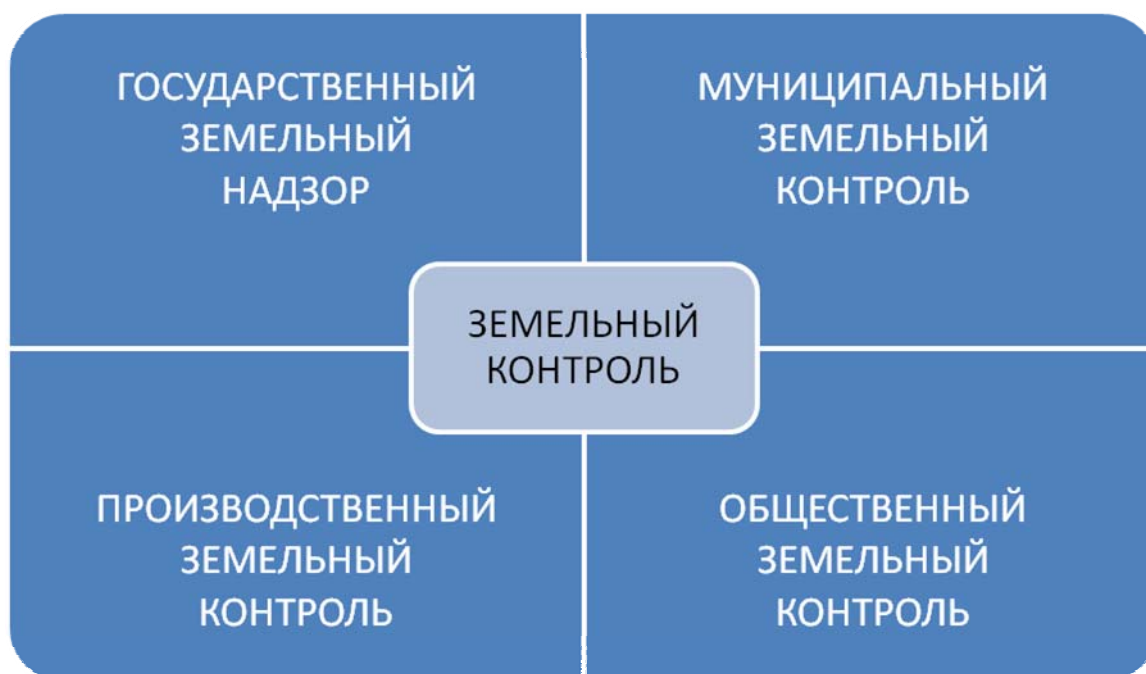 ГОСУДАРСТВЕННЫЙ
ЗЕМЕЛЬНЫЙ
НАДЗОР
МУНИЦИПАЛЬНЫЙ
ЗЕМЕЛЬНЫЙ
КОНТРОЛЬ
ЗЕМЕЛЬНЫЙ
КОНТРОЛЬ
ПРОИЗВОДСТВЕННЫЙ
ЗЕМЕЛЬНЫЙ
КОНТРОЛЬ
ОБЩЕСТВЕННЫЙ
ЗЕМЕЛЬНЫЙ
КОНТРОЛЬ